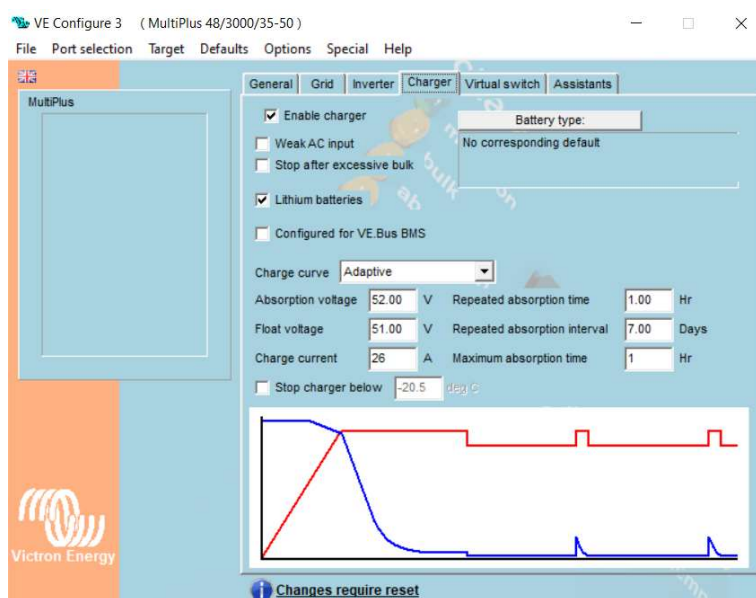 VE Configure 3 ( MultiPlus 48/3000/35-50 )
File Port selection Target Defaults Options Special Help
MultiPlus
General Grid Inverter Charger Virtual switch Assistants
Enable charger
Battery type:
Weak AC input
No corresponding default
Stop after excessive bulk
Lithium batteries
Configured for VE.Bus BMS
Charge curve Adaptive
Absorption voltage 52.00 V Repeated absorption time 1.00 Hr
Float voltage 51.00 V Repeated absorption interval 7.00 Days
Charge current 26 A Maximum absorption time 1 Hr
Stop charger below -20.5 deg C
Victron Energy
Changes require reset
bulk
ab